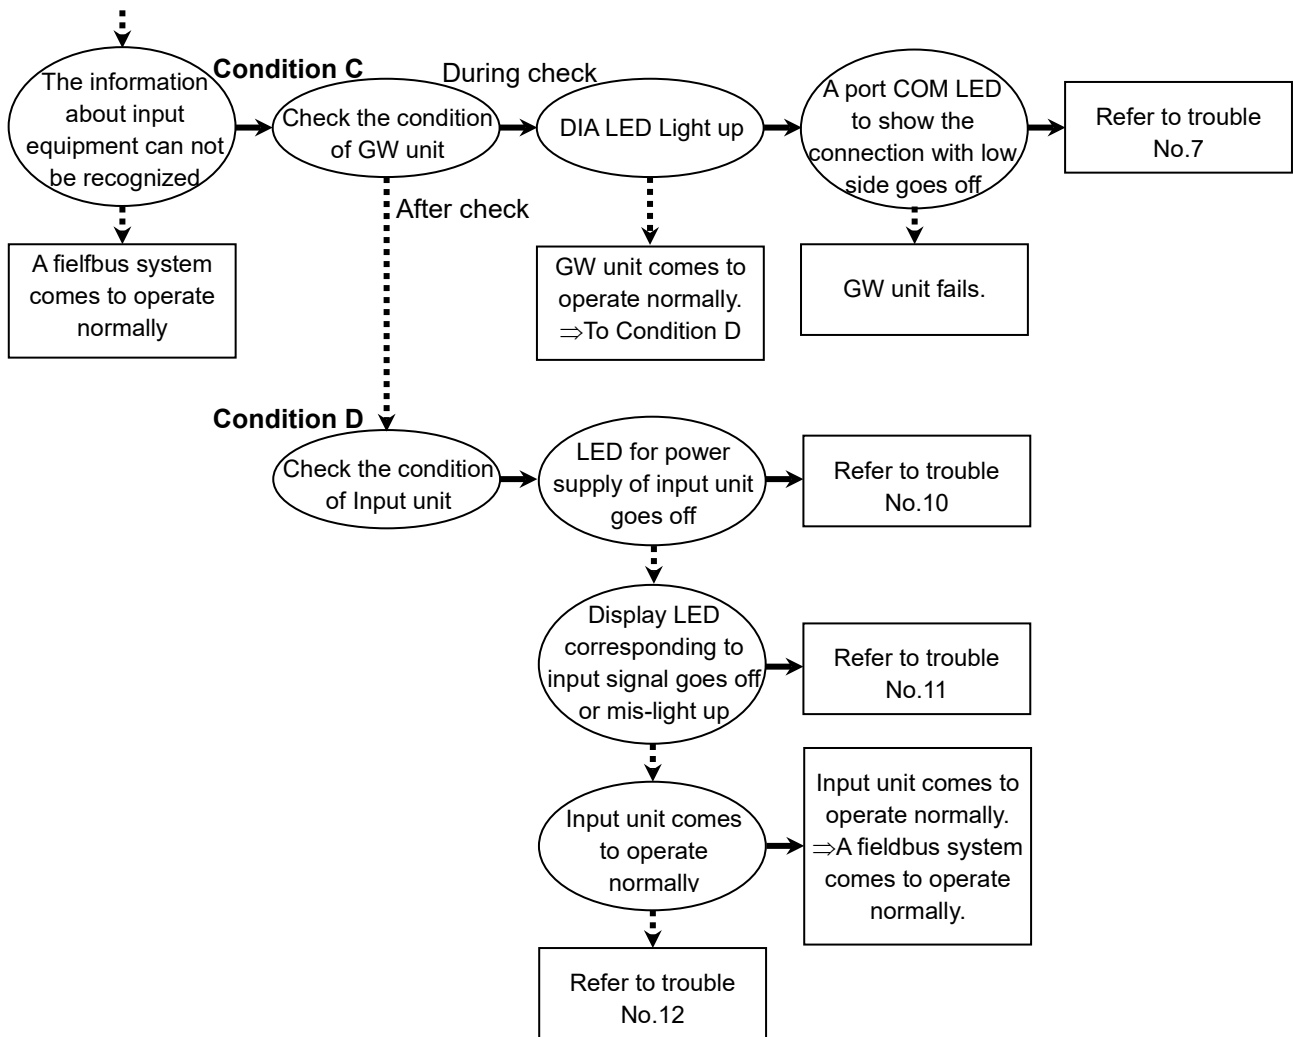 The information
about input
equipment can not
be recognized
Condition C
Check the condition
of GW unit
During check
DIA LED Light up
A port COM LED
to show the
connection with low
side goes off
Refer to trouble
No.7
After check
A fielfbus system
comes to operate
normally
GW unit comes to
operate normally.
⇒To Condition D
GW unit fails.
Condition D
Check the condition
of Input unit
LED for power
supply of input unit
goes off
Refer to trouble
No.10
Display LED
corresponding to
input signal goes off
or mis-light up
Refer to trouble
No.11
Input unit comes
to operate
normally
Input unit comes to
operate normally.
⇒A fieldbus system
comes to operate
normally.
Refer to trouble
No.12